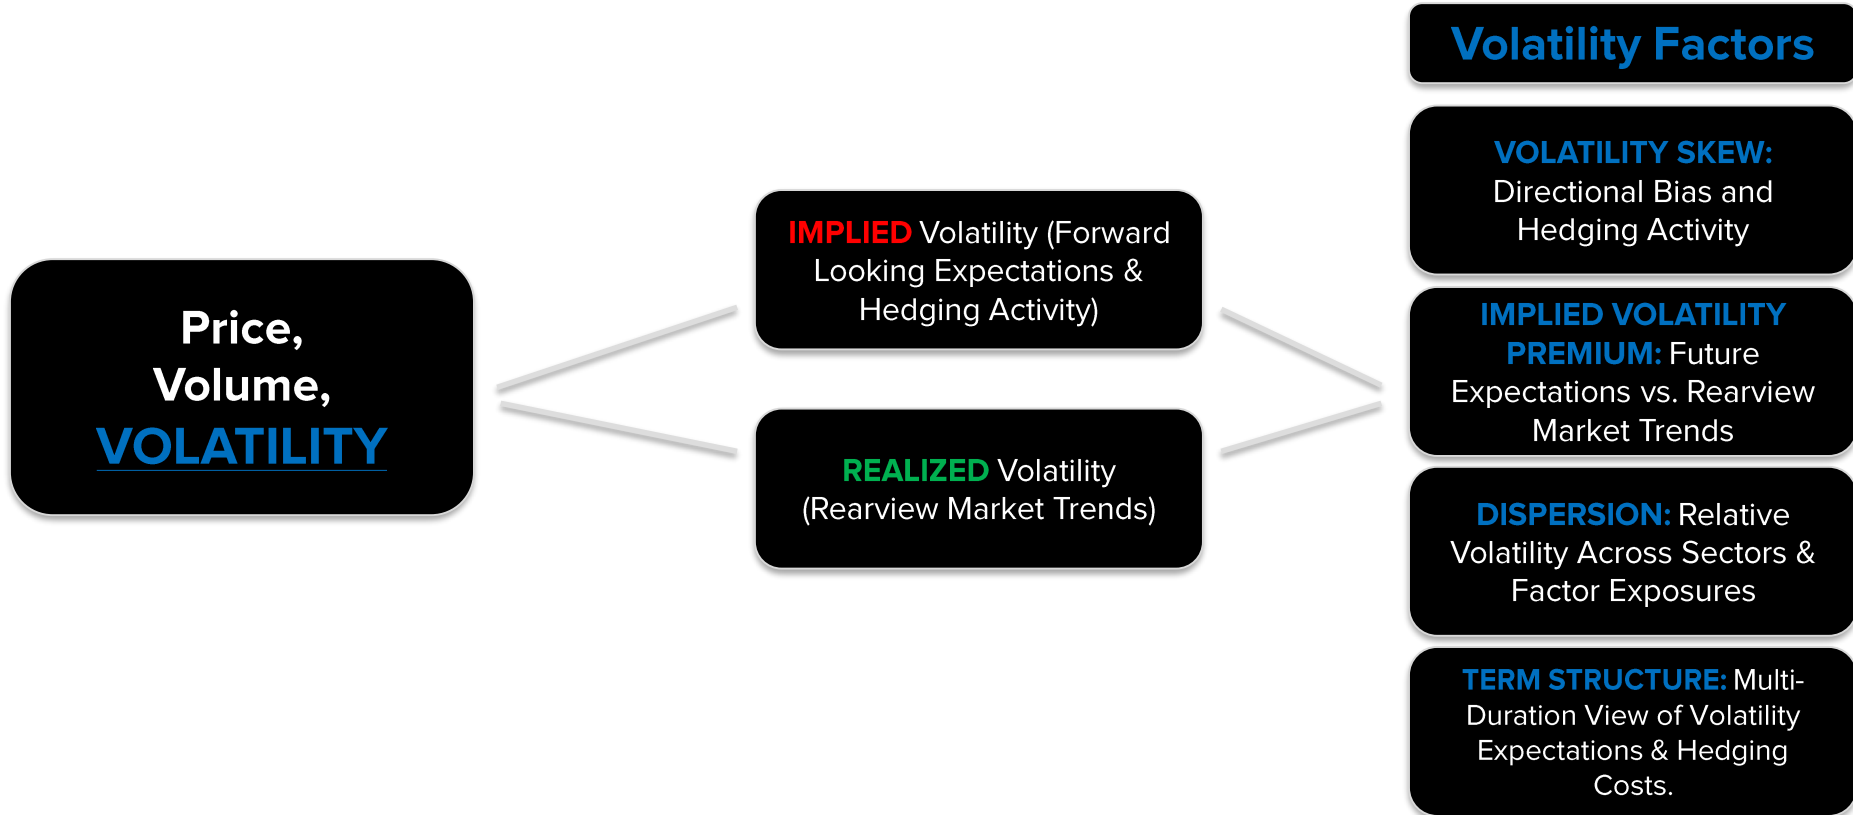 Price,
Volume,
VOLATILITY
IMPLIED Volatility (Forward
Looking Expectations &
Hedging Activity)
REALIZED Volatility
(Rearview Market Trends)
Volatility Factors
VOLATILITY SKEW:
Directional Bias and
Hedging Activity
IMPLIED VOLATILITY
PREMIUM: Future
Expectations vs. Rearview
Market Trends
DISPERSION: Relative
Volatility Across Sectors &
Factor Exposures
TERM STRUCTURE: Multi-
Duration View of Volatility
Expectations & Hedging
Costs.